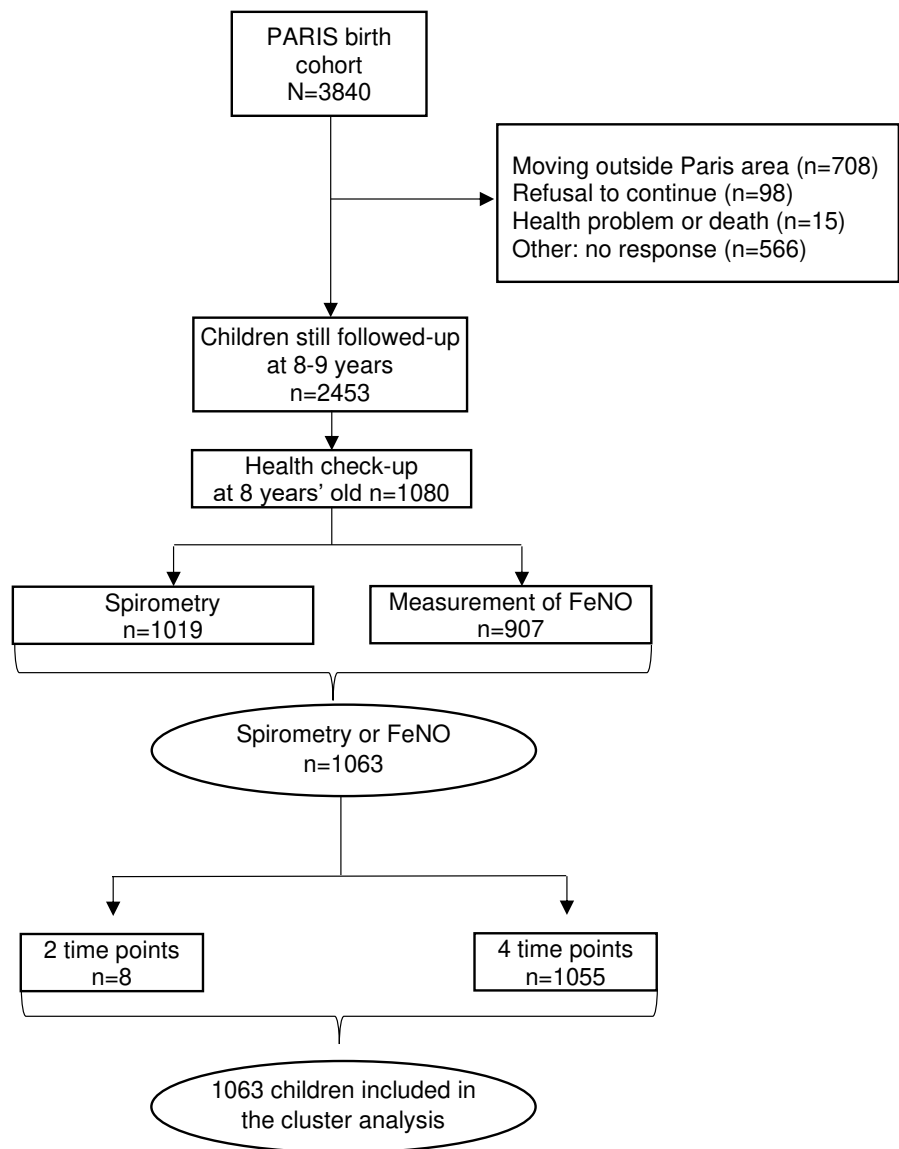 PARIS birth
cohort
N=3840
Moving outside Paris area (n=708)
Refusal to continue (n=98)
Health problem or death (n=15)
Other: no response (n=566)
Children still followed-up
at 8-9 years
n=2453
Health check-up
at 8 years’ old n=1080
Spirometry
n=1019
Measurement of FeNO
n=907
Spirometry or FeNO
n=1063
2 time points
n=8
4 time points
n=1055
1063 children included in
the cluster analysis